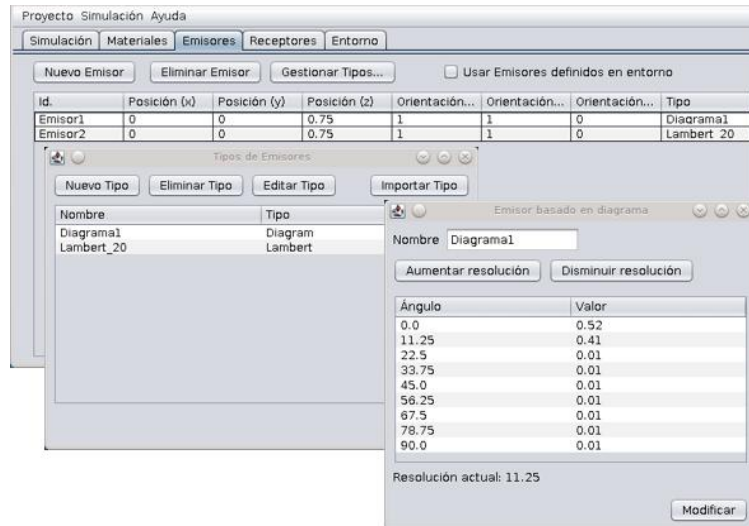 Proyecto Simulación Ayuda
Simulación Materiales Emisores Receptores Entorno
Nuevo Emisor Eliminar Emisor Gestionar Tipos... Usar Emisores definidos en entorno
Id. Posición (x) Posición (y) Posición (z) Orientación... Orientación... Orientación... Tipo
Emisor1 0 0 0.75 1 1 0 Diagrama1
Emisor2 0 0 0.75 1 1 0 Lambert_20
Tipos de Emisores
Nuevo Tipo Eliminar Tipo Editar Tipo Importar Tipo
Nombre Tipo
Diagrama1 Diagram
Lambert_20 Lambert
Emisor basado en diagrama
Nombre Diagrama1
Aumentar resolución Disminuir resolución
Ángulo Valor
0.0 0.52
11.25 0.41
22.5 0.01
33.75 0.01
45.0 0.01
56.25 0.01
67.5 0.01
78.75 0.01
90.0 0.01
Resolución actual: 11.25
Modificar